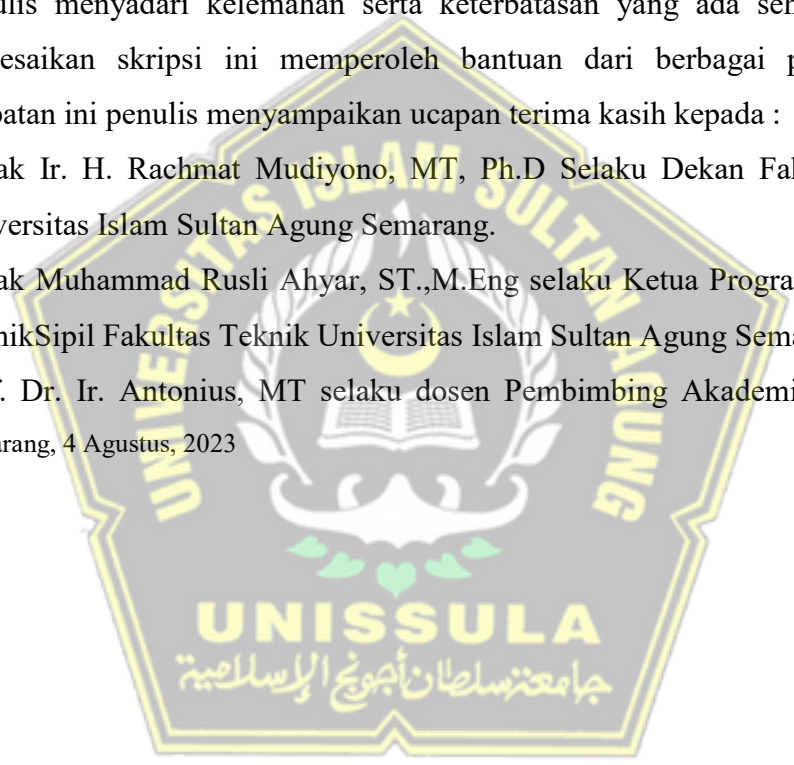 ulis menyadari kelemahan serta keterbatasan yang ada seh
esaikan skripsi ini memperoleh bantuan dari berbagai p
patan ini penulis menyampaikan ucapan terima kasih kepada :
ak Ir. H. Rachmat Mudiyono, MT, Ph.D Selaku Dekan Fal
versitas Islam Sultan Agung Semarang.
ak Muhammad Rusli Ahyar, ST.,M.Eng selaku Ketua Progra
nikSipil Fakultas Teknik Universitas Islam Sultan Agung Sema
. Dr. Ir. Antonius, MT selaku dosen Pembimbing Akademi
arang, 4 Agustus, 2023
UNIVERSITAS ISLAM SULTAN AGUNG
UNISSULA
جامعة سلطان أجونج الإسلامية